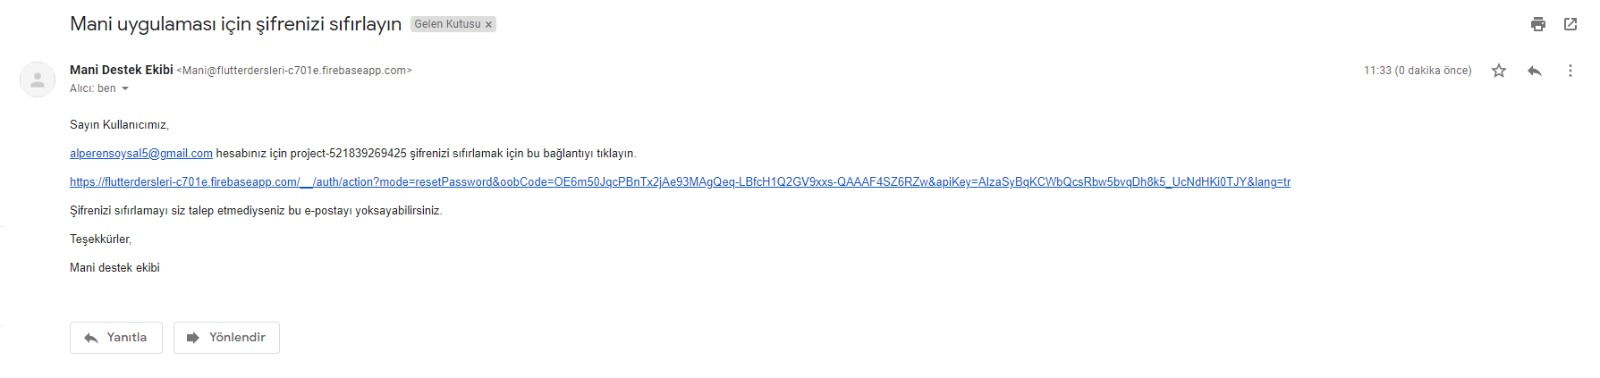 Mani uygulaması için şifrenizi sıfırlayın Gelen Kutusu x
Mani Destek Ekibi <Mani@flutterdersleri-c701e.firebaseapp.com> 11:33 (0 dakika önce)
Alıcı: ben
Sayın Kullanıcımız,
alperensoysal5@gmail.com hesabınız için project-521839269425 şifrenizi sıfırlamak için bu bağlantıyı tıklayın.
https://flutterdersleri-c701e.firebaseapp.com/__/auth/action?mode=resetPassword&oobCode=OE6m50JqcPBnTx2jAe93MAgQeq-LBfcH1Q2GV9xxs-QAAAF4SZ6RZw&apiKey=AIzaSyBqKCWbQcsRbw5bvqDh8k5_UcNdHKi0TJY&lang=tr
Şifrenizi sıfırlamayı siz talep etmediyseniz bu e-postayı yoksayabilirsiniz.
Teşekkürler,
Mani destek ekibi
Yanıtla Yönlendir